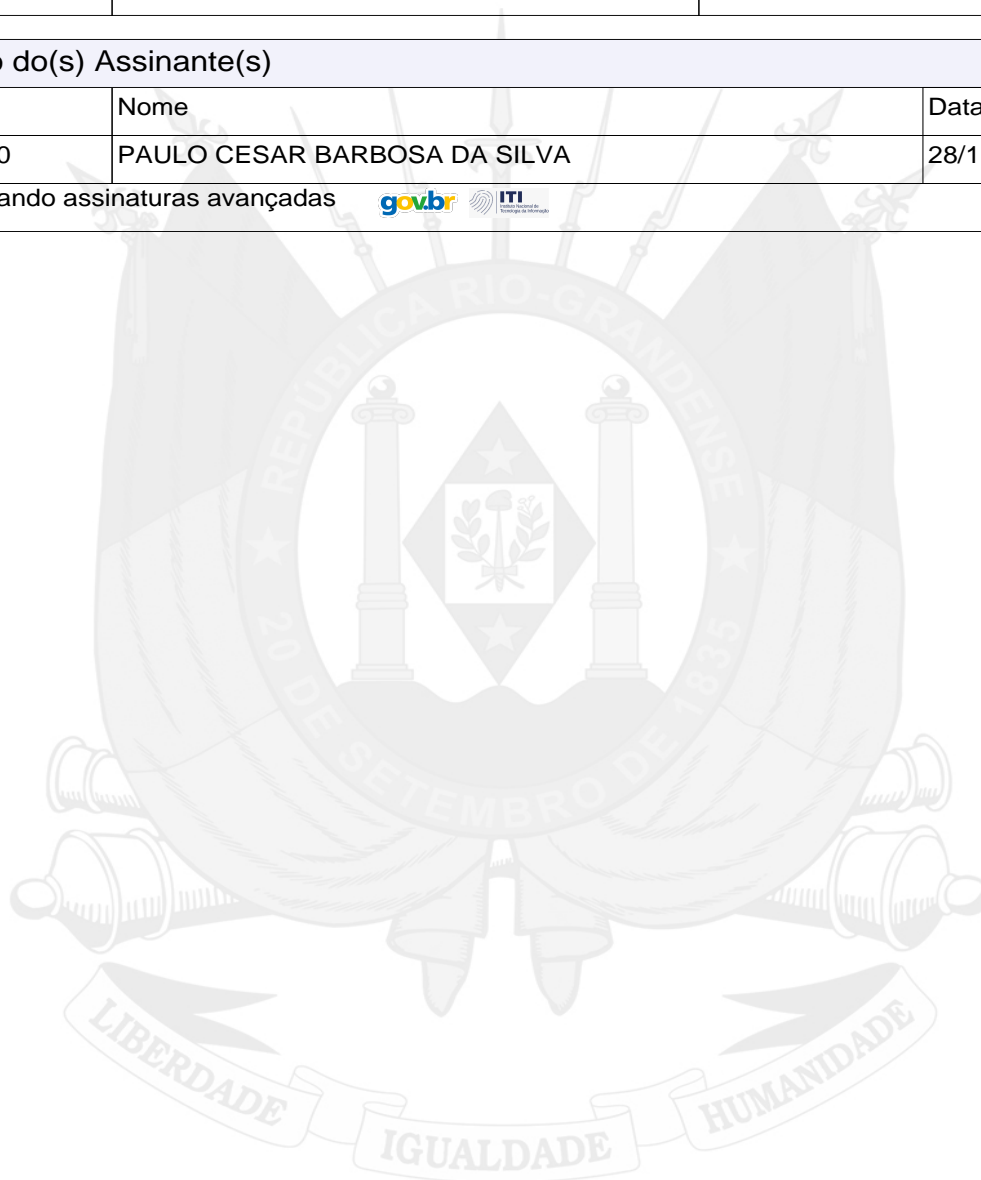 o do(s) Assinante(s)
Nome Data
0 PAULO CESAR BARBOSA DA SILVA 28/1
ando assinaturas avançadas gov.br ITI
REPÚBLICA RIO-GRANDENSE
★ 20 DE SETEMBRO DE 1835 ★
LIBERDADE IGUALDADE HUMANIDADE